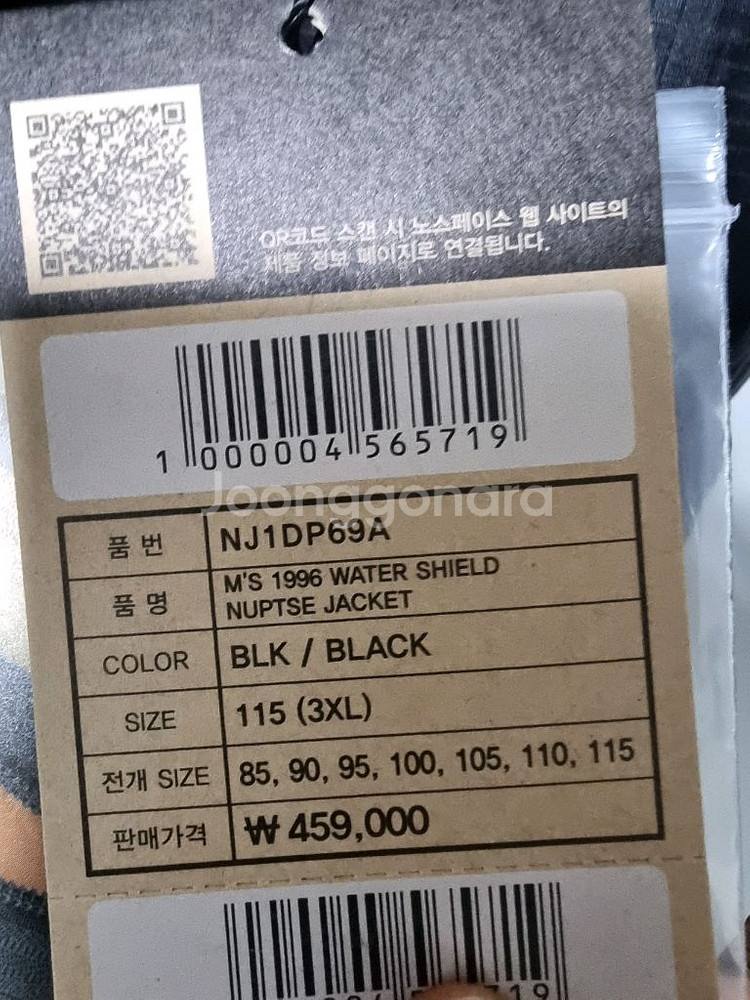 QR코드 스캔 시 노스페이스 웹 사이트의
제품 정보 페이지로 연결됩니다.
1 000004 565719
Joonggonara
품 번 NJ1DP69A
품 명 M'S 1996 WATER SHIELD
NUPTSE JACKET
COLOR BLK / BLACK
SIZE 115 (3XL)
전개 SIZE 85, 90, 95, 100, 105, 110, 115
판매가격 ₩ 459,000